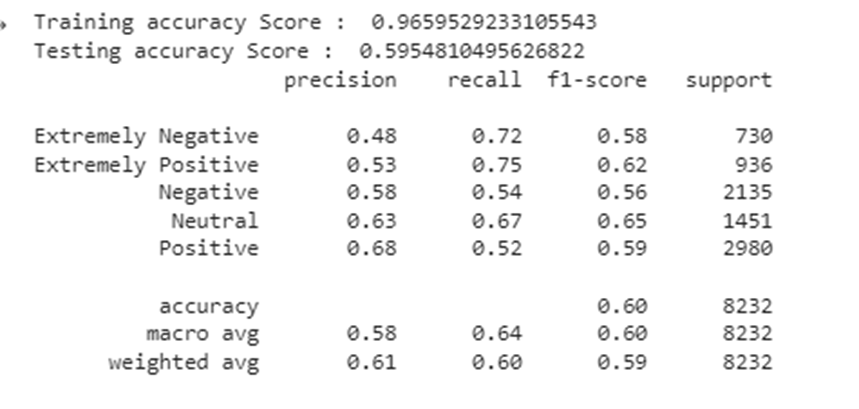 Training accuracy Score :  0.9659529233105543
Testing accuracy Score :  0.5954810495626822
precision recall f1-score support
Extremely Negative 0.48 0.72 0.58 730
Extremely Positive 0.53 0.75 0.62 936
Negative 0.58 0.54 0.56 2135
Neutral 0.63 0.67 0.65 1451
Positive 0.68 0.52 0.59 2980
accuracy 0.60 8232
macro avg 0.58 0.64 0.60 8232
weighted avg 0.61 0.60 0.59 8232